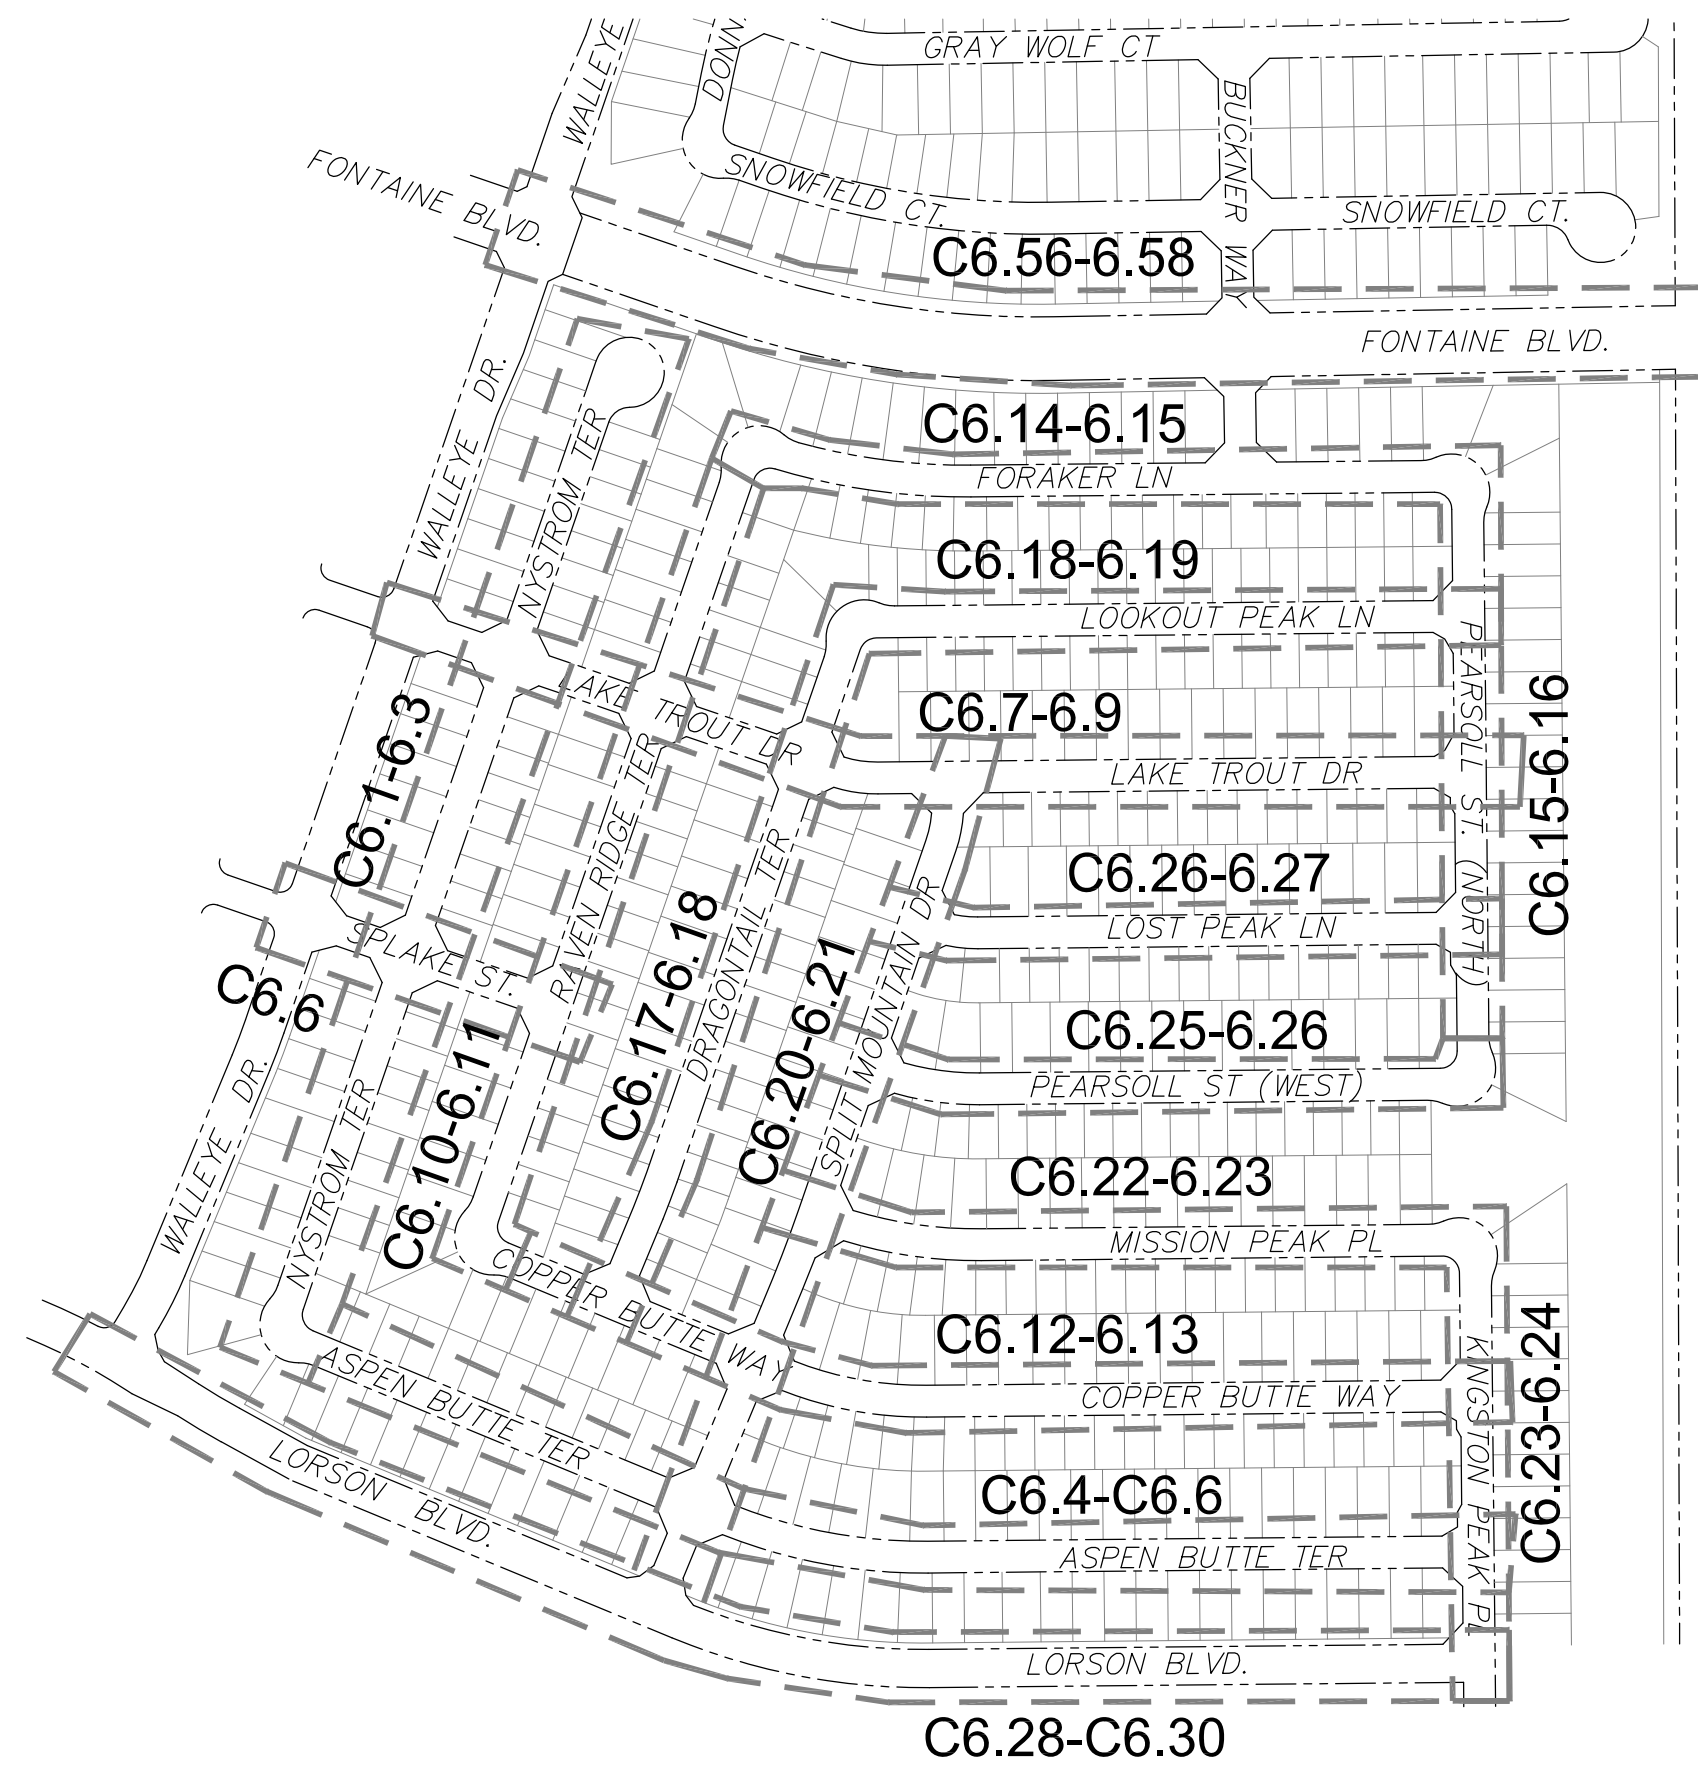 WALLEYE
DONN
GRAY WOLF CT
BUCKNER WAY
FONTAINE BLVD.
SNOWFIELD CT.
SNOWFIELD CT.
C6.56-6.58
FONTAINE BLVD.
WALLEYE DR.
NYSTROM TER
C6.14-6.15
FORAKER LN
C6.18-6.19
LOOKOUT PEAK LN
PEARSOLL ST. (NORTH)
C6.15-6.16
LAKE TROUT DR
C6.7-6.9
LAKE TROUT DR
C6.1-6.3
RAVEN RIDGE TER
C6.17-6.18
DRAGONTAIL TER
C6.20-6.21
SPLIT MOUNTAIN DR
C6.26-6.27
LOST PEAK LN
SPLAKE ST.
C6.6
C6.25-6.26
PEARSOLL ST (WEST)
WALLEYE DR.
NYSTROM TER
C6.10-6.11
C6.22-6.23
MISSION PEAK PL
COPPER BUTTE WAY
C6.12-6.13
COPPER BUTTE WAY
KINGSTON PEAK PL
C6.23-6.24
ASPEN BUTTE TER
C6.4-C6.6
ASPEN BUTTE TER
LORSON BLVD.
LORSON BLVD.
C6.28-C6.30